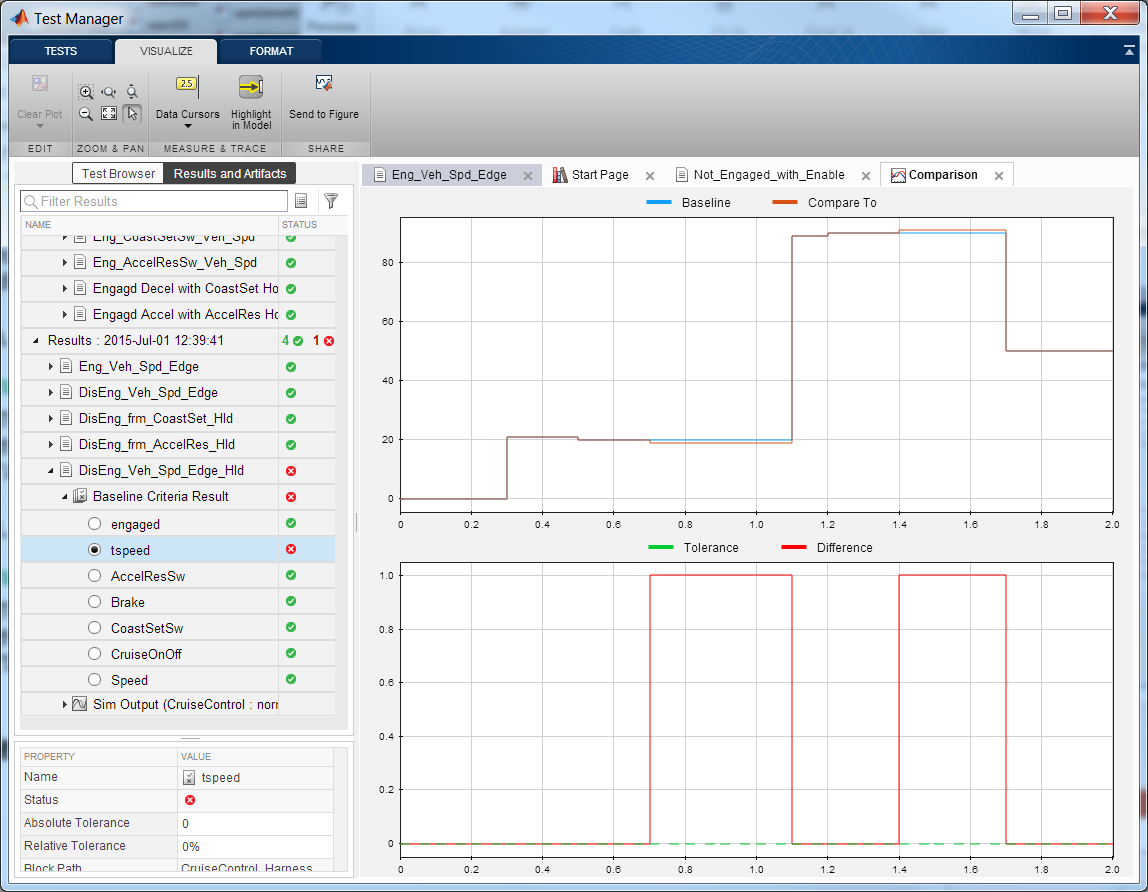 Test Manager
TESTS VISUALIZE FORMAT
2.5
Clear Plot Data Cursors Highlight in Model Send to Figure
EDIT ZOOM & PAN MEASURE & TRACE SHARE
Test Browser Results and Artifacts
Eng_Veh_Spd_Edge Start Page Not_Engaged_with_Enable Comparison
Filter Results
NAME STATUS
Eng_CoastSetSw_Veh_Spd
Eng_AccelResSw_Veh_Spd
Engagd Decel with CoastSet Ho
Engagd Accel with AccelRes Ho
Results : 2015-Jul-01 12:39:41 4 1
Eng_Veh_Spd_Edge
DisEng_Veh_Spd_Edge
DisEng_frm_CoastSet_Hld
DisEng_frm_AccelRes_Hld
DisEng_Veh_Spd_Edge_Hld
Baseline Criteria Result
engaged
tspeed
AccelResSw
Brake
CoastSetSw
CruiseOnOff
Speed
Sim Output (CruiseControl : norr
PROPERTY VALUE
Name tspeed
Status
Absolute Tolerance 0
Relative Tolerance 0%
Block Path CruiseControl_Harness
Baseline Compare To
80
60
40
20
0
0 0.2 0.4 0.6 0.8 1.0 1.2 1.4 1.6 1.8 2.0
Tolerance Difference
1.0
0.8
0.6
0.4
0.2
0
0 0.2 0.4 0.6 0.8 1.0 1.2 1.4 1.6 1.8 2.0